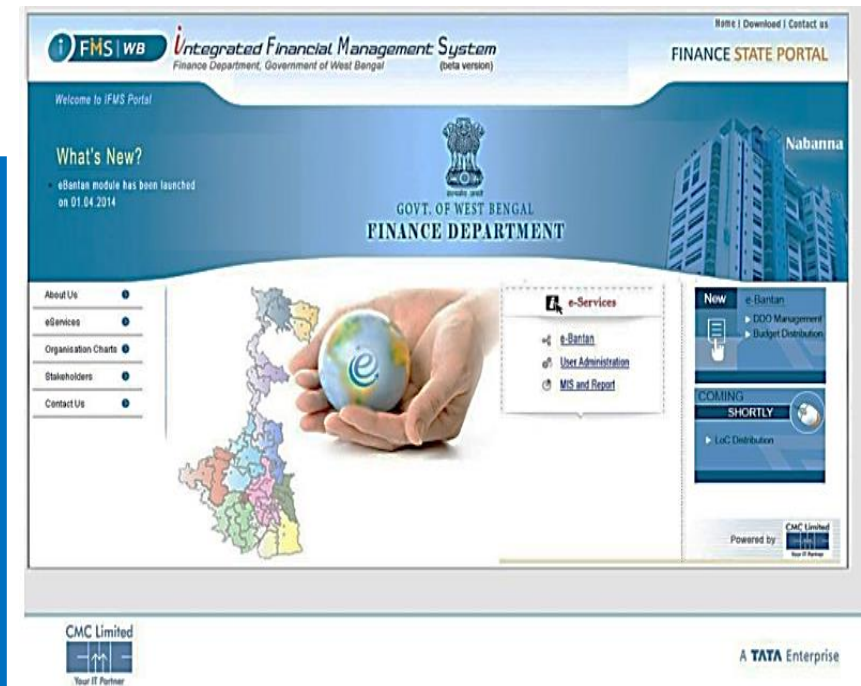 Home | Download | Contact us
i FMS | WB
Integrated Financial Management System
Finance Department, Government of West Bengal (beta version)
FINANCE STATE PORTAL
Welcome to IFMS Portal
What's New?
eBantan module has been launched
on 01.04.2014
GOVT. OF WEST BENGAL
FINANCE DEPARTMENT
Nabanna
About Us
eServices
Organisation Charts
Stakeholders
Contact Us
e
e-Services
e-Bantan
User Administration
MIS and Report
New
e-Bantan
DDO Management
Budget Distribution
COMING
SHORTLY
LoC Distribution
Powered by
CMC Limited
Your IT Partner
CMC Limited
Your IT Partner
A TATA Enterprise